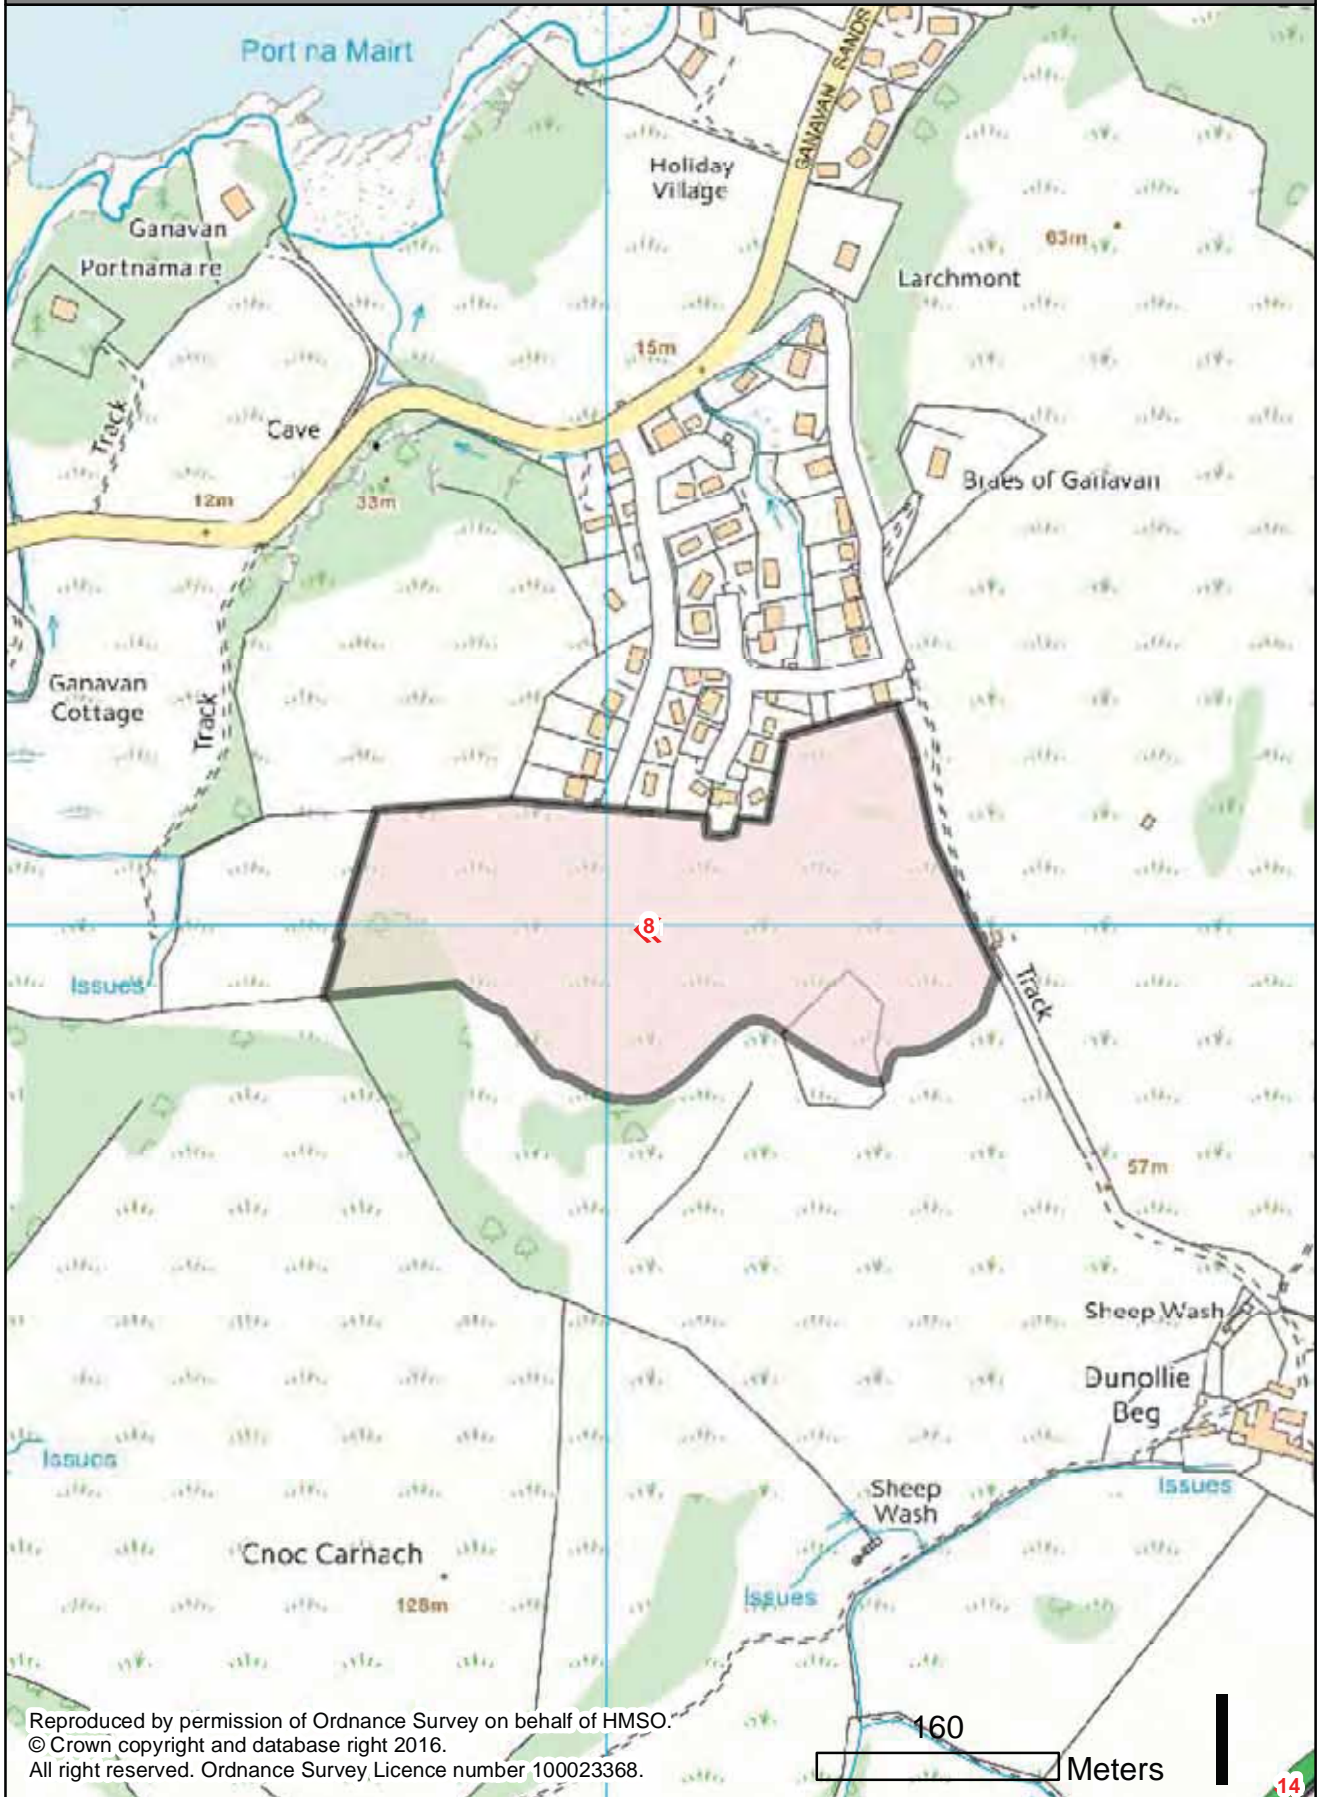 Port na Mairt
GANAVAN SANDS
Holiday
Village
Ganavan
63m
Portnamaire
Larchmont
15m
Track
Cave
Braes of Ganavan
12m
33m
Ganavan
Cottage
Track
8
Issues
Track
57m
Sheep Wash
Dunollie
Beg
Issues
Issues
Sheep
Wash
Cnoc Carnach
Issues
128m
Reproduced by permission of Ordnance Survey on behalf of HMSO.
© Crown copyright and database right 2016.
All right reserved. Ordnance Survey Licence number 100023368.
160
Meters
14